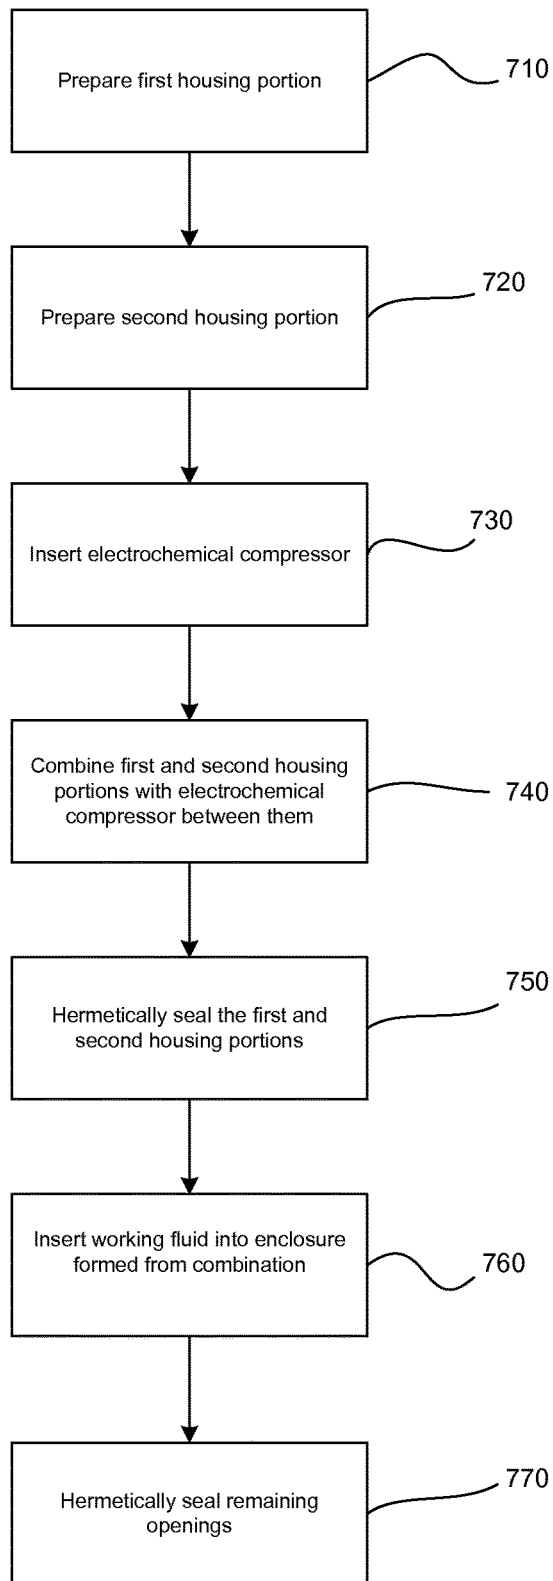 Prepare first housing portion
710
Prepare second housing portion
720
Insert electrochemical compressor
730
Combine first and second housing
portions with electrochemical
compressor between them
740
Hermetically seal the first and
second housing portions
750
Insert working fluid into enclosure
formed from combination
760
Hermetically seal remaining
openings
770